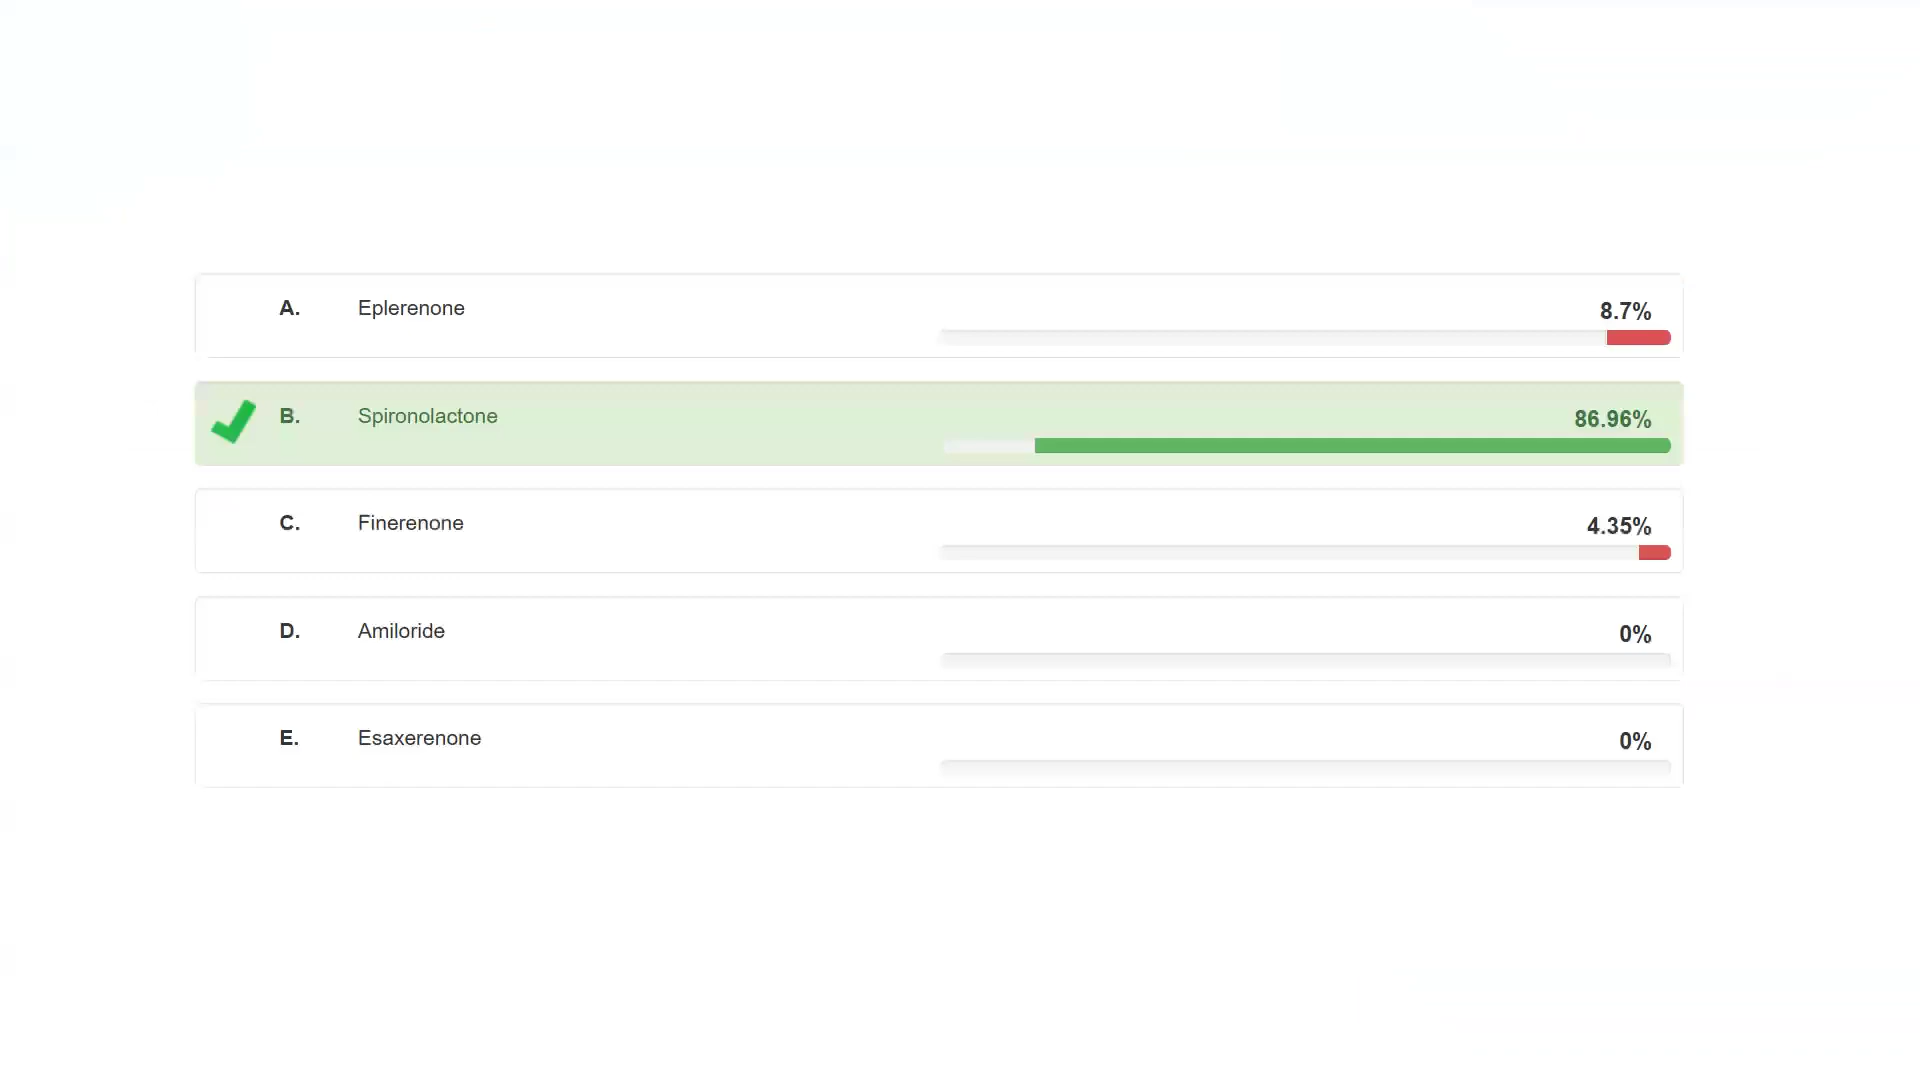 A. Eplerenone 8.7%
B. Spironolactone 86.96%
C. Finerenone 4.35%
D. Amiloride 0%
E. Esaxerenone 0%